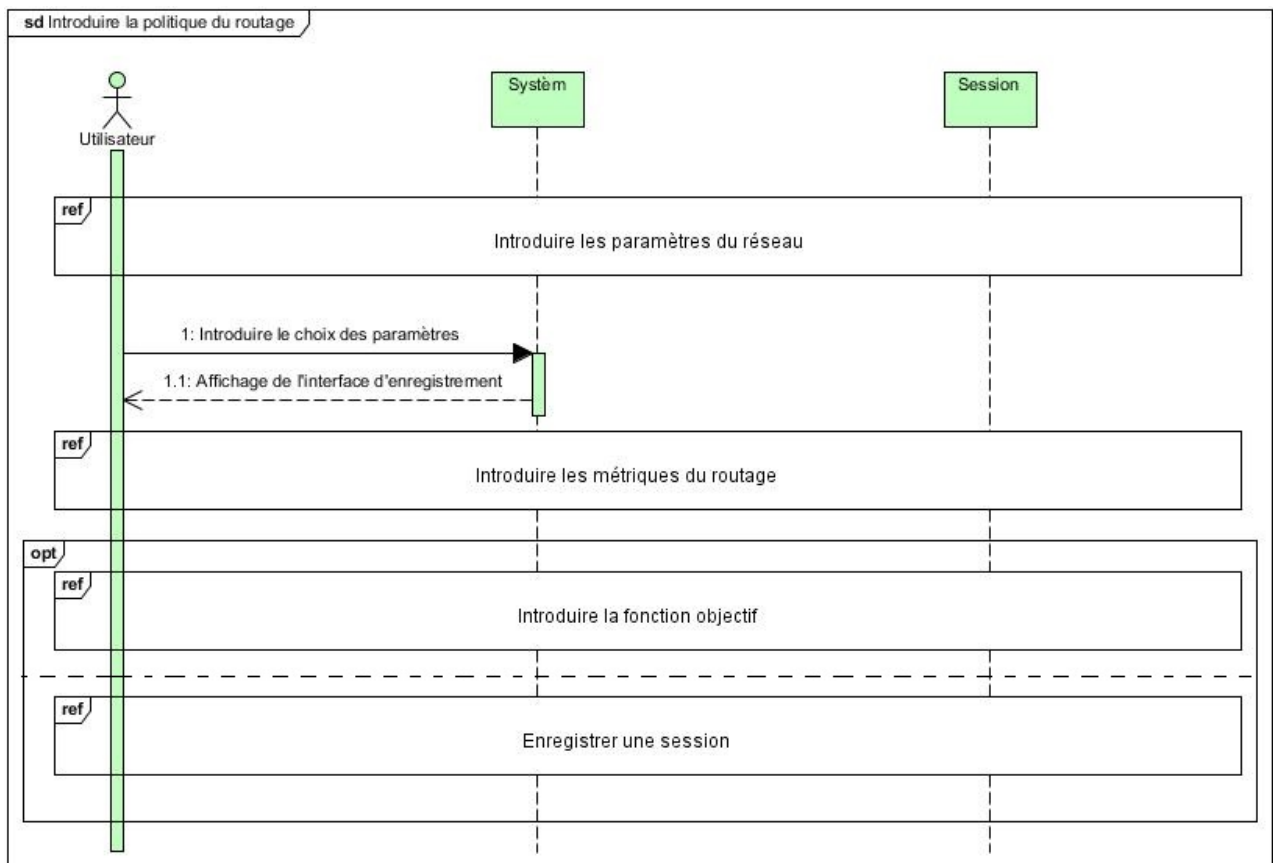 sd Introduire la politique du routage
Systèm
Session
Utilisateur
ref
Introduire les paramètres du réseau
1: Introduire le choix des paramètres
1.1: Affichage de l'interface d'enregistrement
ref
Introduire les métriques du routage
opt
ref
Introduire la fonction objectif
ref
Enregistrer une session